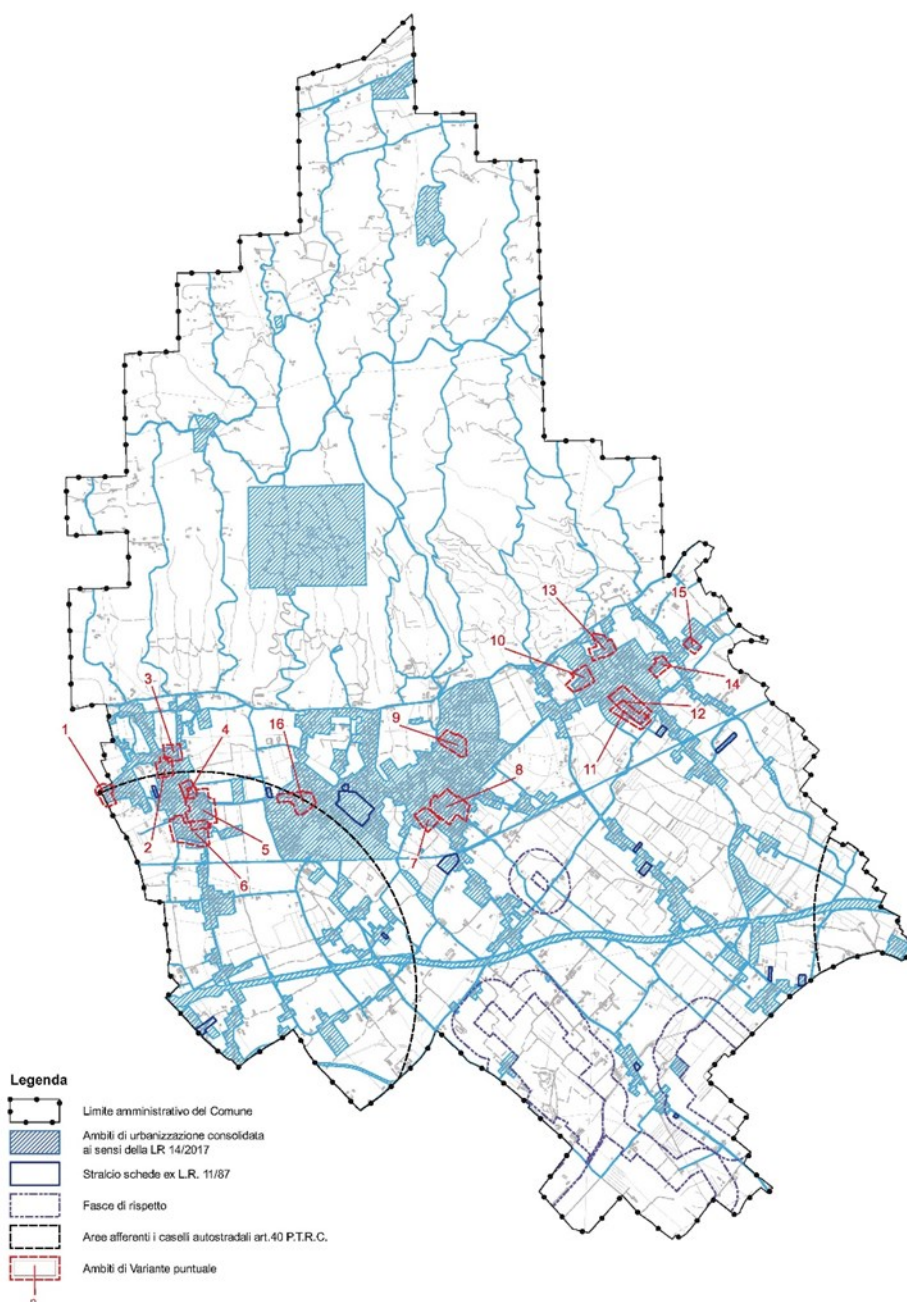 13
15
10
14
3
9
12
1
4
16
11
8
2
5
7
6
Legenda
Limite amministrativo del Comune
Ambiti di urbanizzazione consolidata
ai sensi della LR 14/2017
Stralcio schede ex L.R. 11/87
Fasce di rispetto
Aree afferenti i caselli autostradali art.40 P.T.R.C.
Ambiti di Variante puntuale